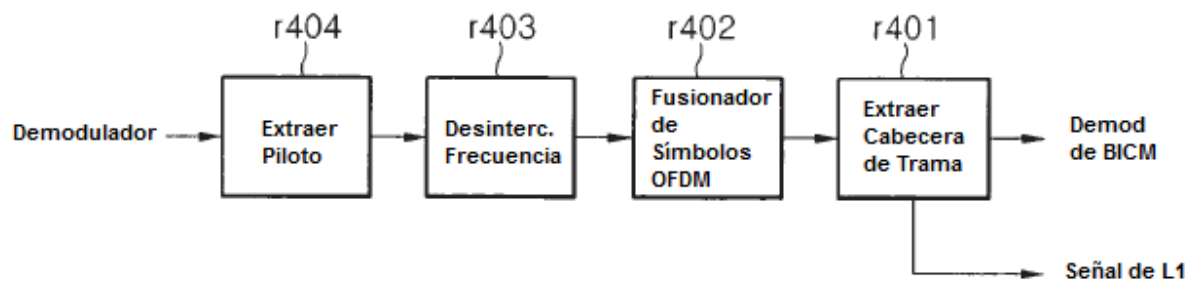 r404
r403
r402
r401
Demodulador
Extraer
Piloto
Desinterc.
Frecuencia
Fusionador
de
Símbolos
OFDM
Extraer
Cabecera
de Trama
Demod
de BICM
Señal de L1